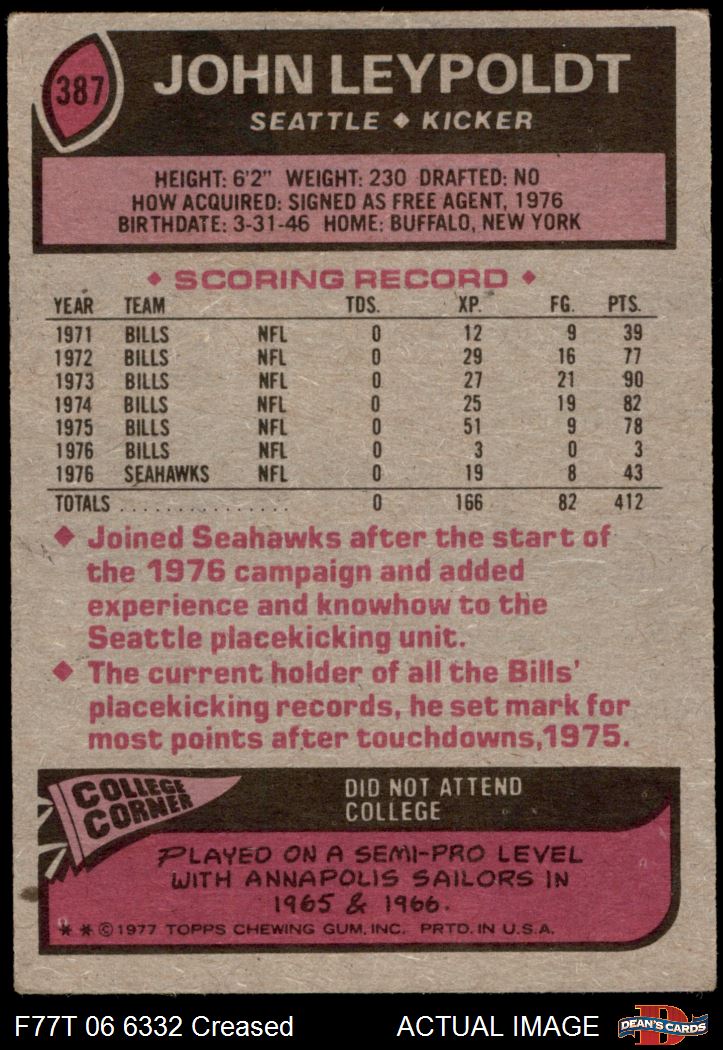 387
JOHN LEYPOLDT
SEATTLE ◆ KICKER
HEIGHT: 6'2" WEIGHT: 230 DRAFTED: NO
HOW ACQUIRED: SIGNED AS FREE AGENT, 1976
BIRTHDATE: 3-31-46 HOME: BUFFALO, NEW YORK
◆ SCORING RECORD ◆
YEAR TEAM TDS. XP. FG. PTS.
1971 BILLS NFL 0 12 9 39
1972 BILLS NFL 0 29 16 77
1973 BILLS NFL 0 27 21 90
1974 BILLS NFL 0 25 19 82
1975 BILLS NFL 0 51 9 78
1976 BILLS NFL 0 3 0 3
1976 SEAHAWKS NFL 0 19 8 43
TOTALS ................ 0 166 82 412
◆ Joined Seahawks after the start of
the 1976 campaign and added
experience and knowhow to the
Seattle placekicking unit.
◆ The current holder of all the Bills'
placekicking records, he set mark for
most points after touchdowns,1975.
COLLEGE
CORNER
DID NOT ATTEND
COLLEGE
PLAYED ON A SEMI-PRO LEVEL
WITH ANNAPOLIS SAILORS IN
1965 & 1966.
* * © 1977 TOPPS CHEWING GUM, INC. PRTD. IN U.S.A.
F77T 06 6332 Creased ACTUAL IMAGE
D
DEAN'S CARDS